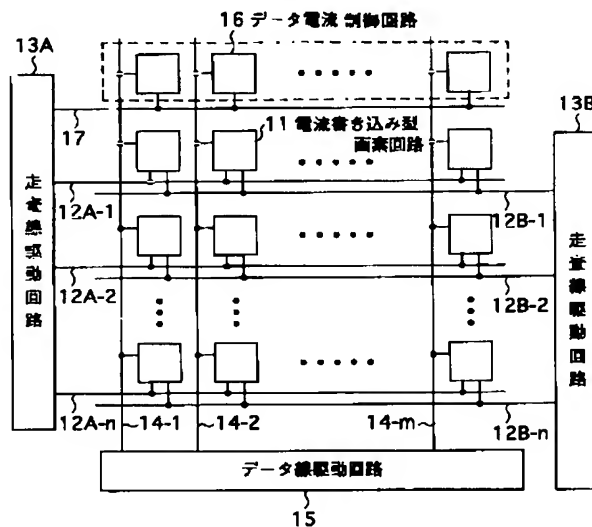 16 データ電流 制御回路
13A
13B
17
11 電流書き込み型
画素回路
12A-1
12B-1
走査線駆動回路
走査線駆動回路
12A-2
12B-2
12A-n
14-1
14-2
14-m
12B-n
データ線駆動回路
15